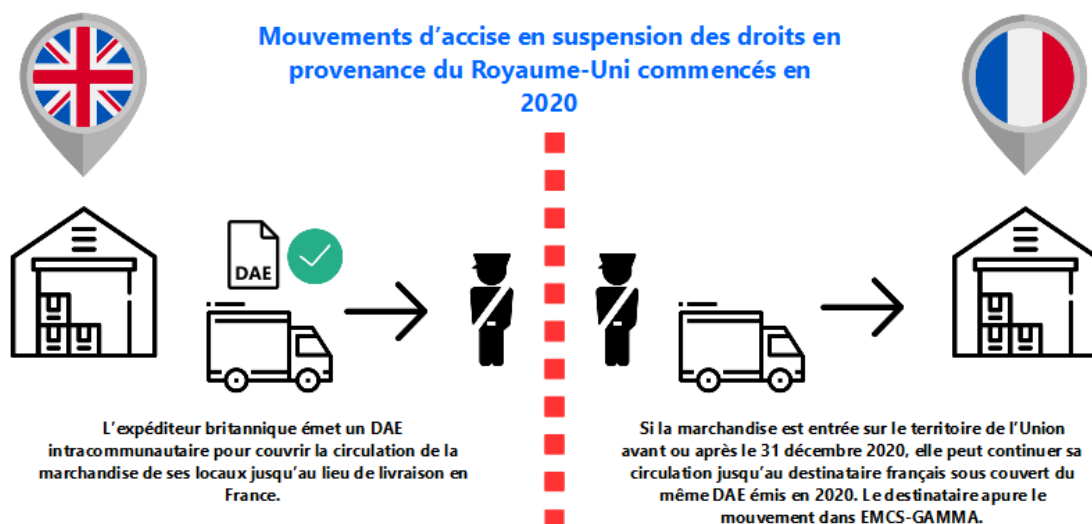 Mouvements d’accise en suspension des droits en
provenance du Royaume-Uni commencés en
2020
DAE
L’expéditeur britannique émet un DAE
intracommunautaire pour couvrir la circulation de la
marchandise de ses locaux jusqu’au lieu de livraison en
France.
Si la marchandise est entrée sur le territoire de l’Union
avant ou après le 31 décembre 2020, elle peut continuer sa
circulation jusqu’au destinataire français sous couvert du
même DAE émis en 2020. Le destinataire apure le
mouvement dans EMCS-GAMMA.